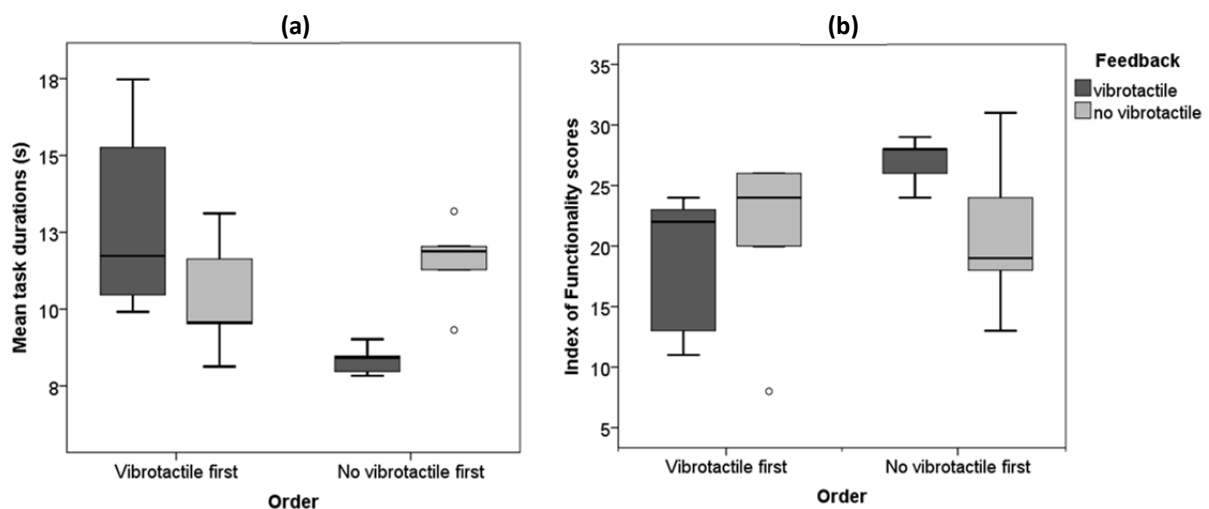 (a)
Mean task durations (s)
18
15
13
10
8
Vibrotactile first
No vibrotactile first
Order
(b)
Index of Functionality scores
35
30
25
20
15
10
5
Vibrotactile first
No vibrotactile first
Order
Feedback
vibrotactile
no vibrotactile